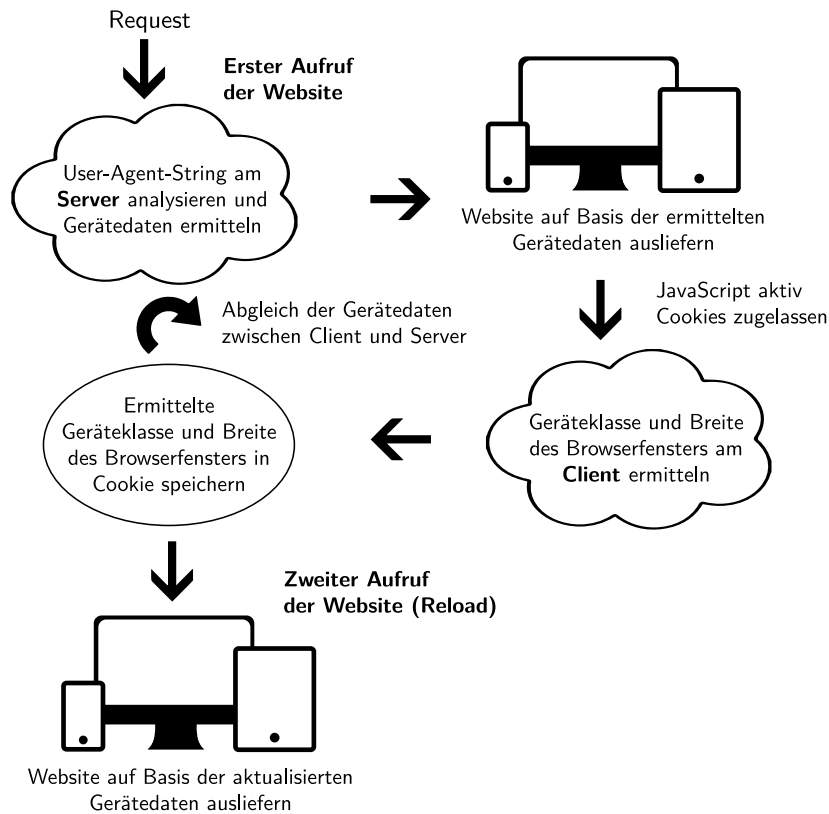 Request
Erster Aufruf
der Website
User-Agent-String am
Server analysieren und
Gerätedaten ermitteln
Website auf Basis der ermittelten
Gerätedaten ausliefern
JavaScript aktiv
Cookies zugelassen
Abgleich der Gerätedaten
zwischen Client und Server
Geräteklasse und Breite
des Browserfensters am
Client ermitteln
Ermittelte
Geräteklasse und Breite
des Browserfensters in
Cookie speichern
Zweiter Aufruf
der Website (Reload)
Website auf Basis der aktualisierten
Gerätedaten ausliefern